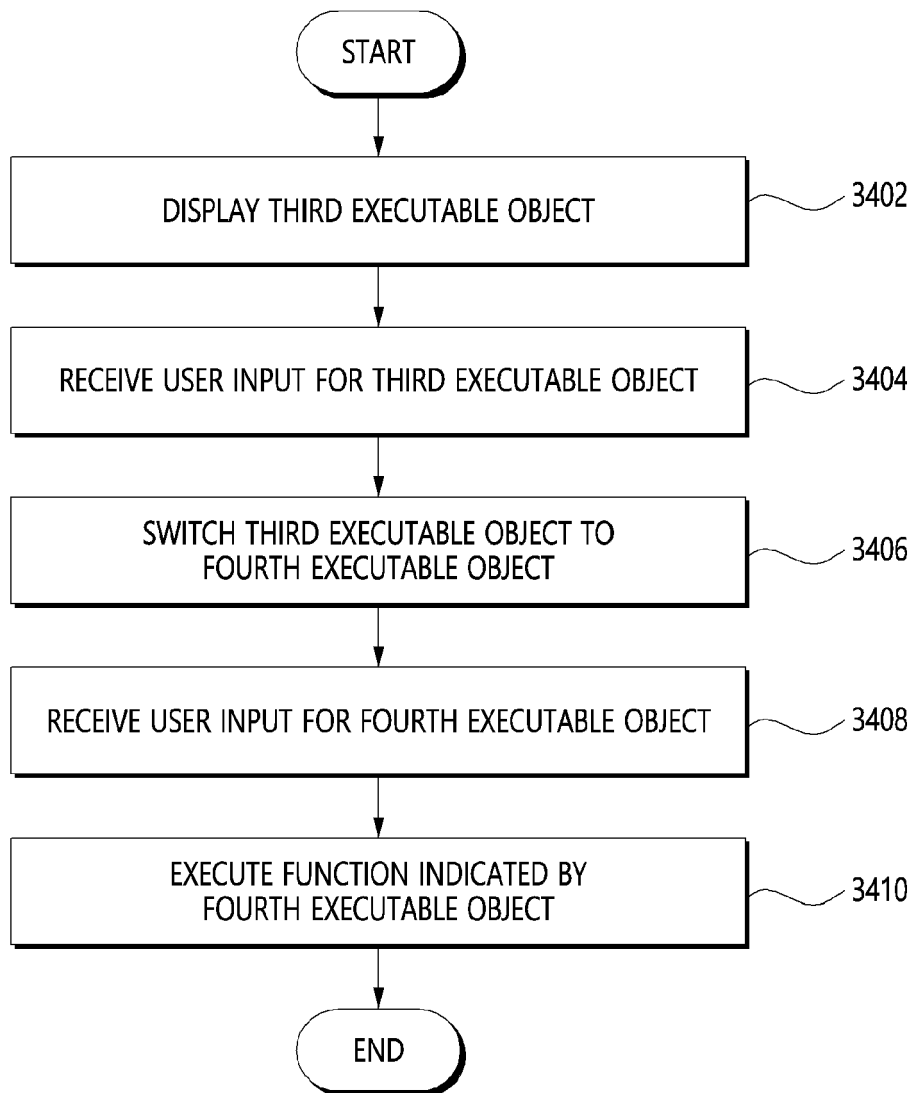 START
DISPLAY THIRD EXECUTABLE OBJECT
3402
RECEIVE USER INPUT FOR THIRD EXECUTABLE OBJECT
3404
SWITCH THIRD EXECUTABLE OBJECT TO
FOURTH EXECUTABLE OBJECT
3406
RECEIVE USER INPUT FOR FOURTH EXECUTABLE OBJECT
3408
EXECUTE FUNCTION INDICATED BY
FOURTH EXECUTABLE OBJECT
3410
END